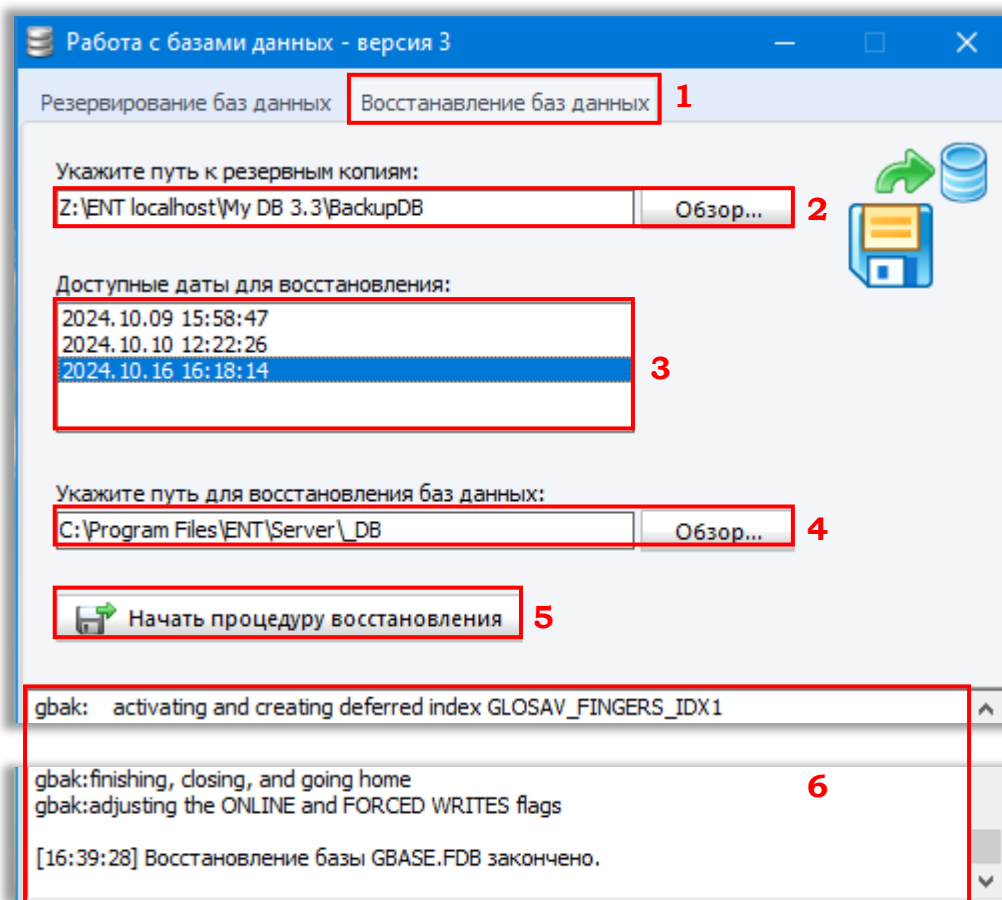 Работа с базами данных - версия 3
Резервирование баз данных
Восстанавление баз данных
1
Укажите путь к резервным копиям:
Z:\ENT localhost\My DB 3.3\BackupDB
Обзор...
2
Доступные даты для восстановления:
2024.10.09 15:58:47
2024.10.10 12:22:26
2024.10.16 16:18:14
3
Укажите путь для восстановления баз данных:
C:\Program Files\ENT\Server\_DB
Обзор...
4
Начать процедуру восстановления
5
gbak: activating and creating deferred index GLOSAV_FINGERS_IDX1
gbak:finishing, closing, and going home
6
gbak:adjusting the ONLINE and FORCED WRITES flags
[16:39:28] Восстановление базы GBASE.FDB закончено.